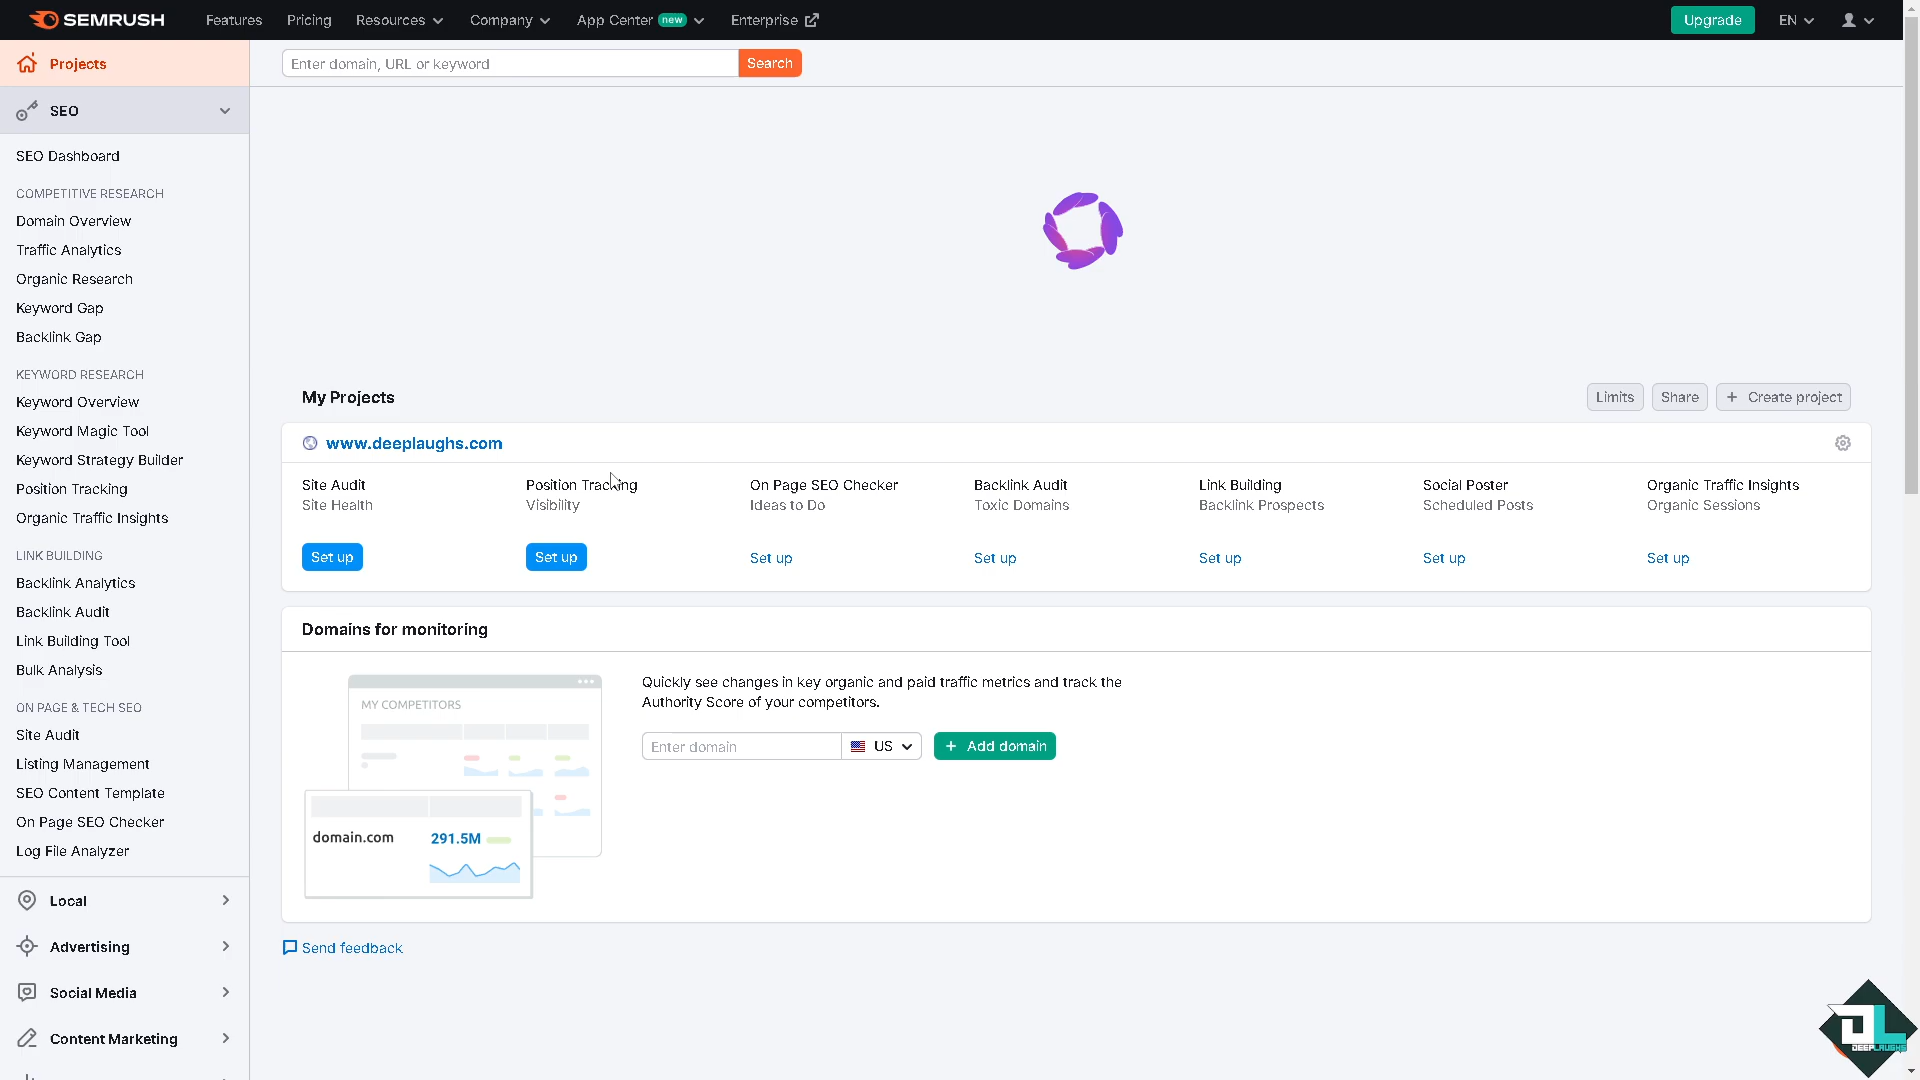 SEMRUSH
Features
Pricing
Resources
Company
App Center new
Enterprise
Upgrade
EN
Projects
Enter domain, URL or keyword
Search
SEO
SEO Dashboard
COMPETITIVE RESEARCH
Domain Overview
Traffic Analytics
Organic Research
Keyword Gap
Backlink Gap
KEYWORD RESEARCH
Keyword Overview
Keyword Magic Tool
Keyword Strategy Builder
Position Tracking
Organic Traffic Insights
LINK BUILDING
Backlink Analytics
Backlink Audit
Link Building Tool
Bulk Analysis
ON PAGE & TECH SEO
Site Audit
Listing Management
SEO Content Template
On Page SEO Checker
Log File Analyzer
Local
Advertising
Social Media
Content Marketing
My Projects
Limits
Share
+ Create project
www.deeplaughs.com
Site Audit
Site Health
Set up
Position Tracking
Visibility
Set up
On Page SEO Checker
Ideas to Do
Set up
Backlink Audit
Toxic Domains
Set up
Link Building
Backlink Prospects
Set up
Social Poster
Scheduled Posts
Set up
Organic Traffic Insights
Organic Sessions
Set up
Domains for monitoring
MY COMPETITORS
domain.com 291.5M
Quickly see changes in key organic and paid traffic metrics and track the
Authority Score of your competitors.
Enter domain
US
+ Add domain
Send feedback
DL
DEEPLAUGHS